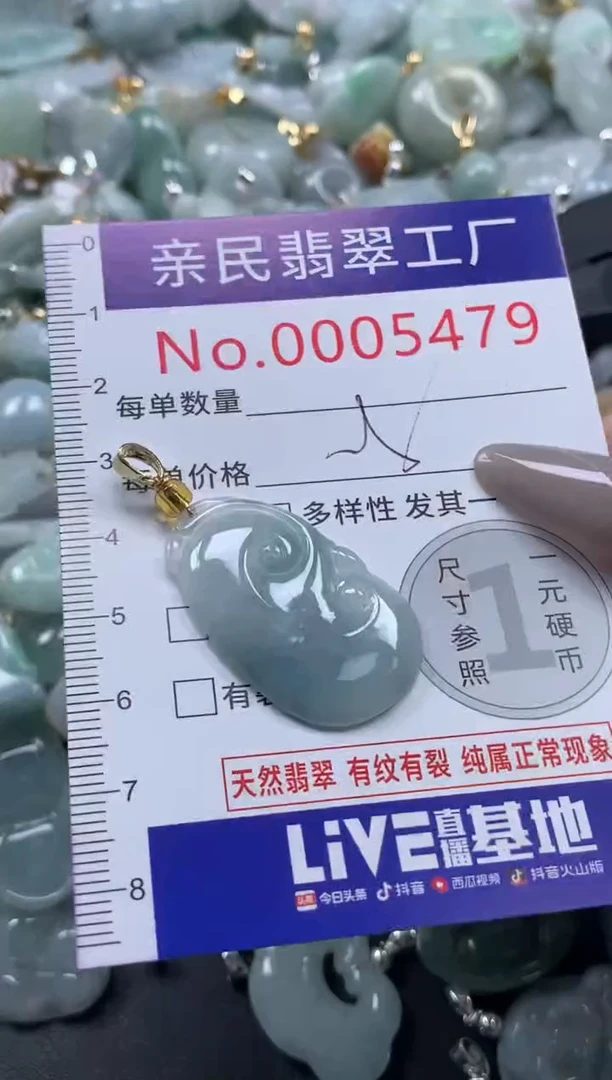 亲民翡翠工厂
No.0005479
每单数量
每单价格
多样性 发其一
尺寸参照
1
一元硬币
有
天然翡翠 有纹有裂 纯属正常现象
LiVE直播基地
头条 今日头条 抖音 西瓜视频 抖音火山版
0
1
2
3
4
5
6
7
8